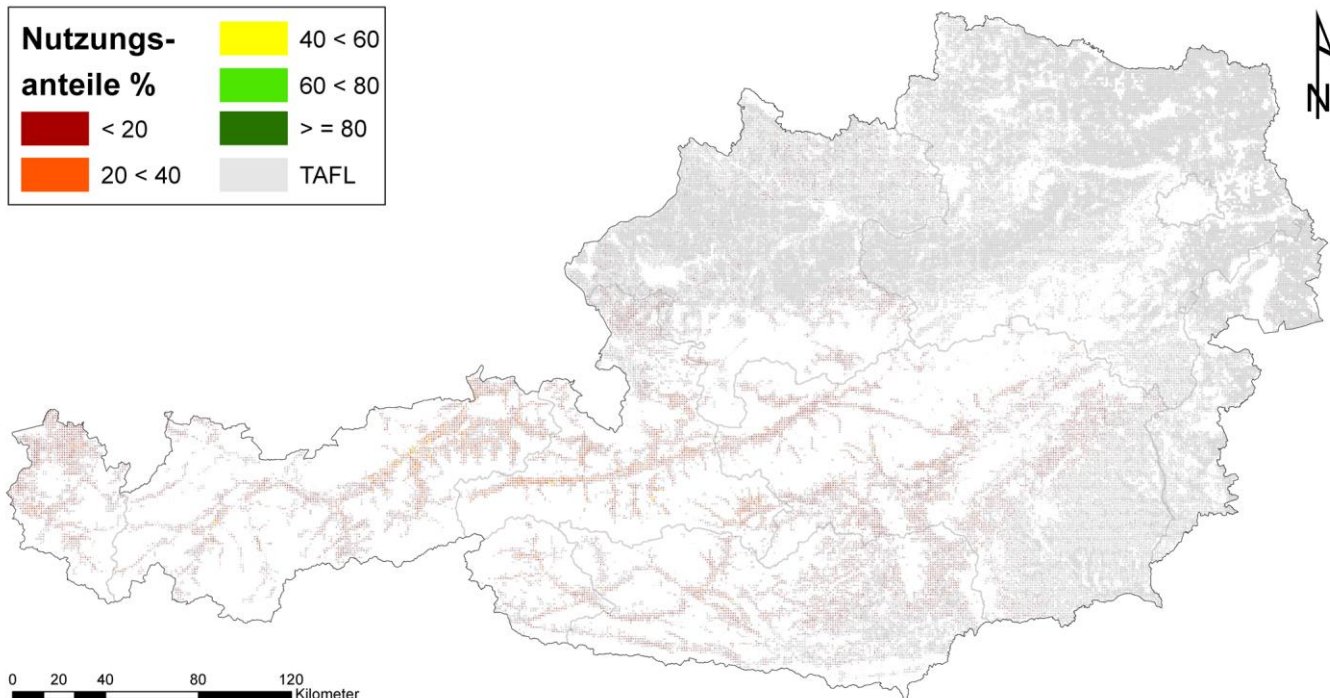 Nutzungs-
anteile %
< 20
20 < 40
40 < 60
60 < 80
> = 80
TAFL
N
0 20 40 80 120
Kilometer